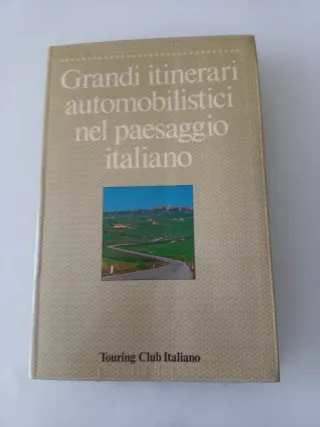 Grandi itinerari
automobilistici
nel paesaggio
italiano
Touring Club Italiano